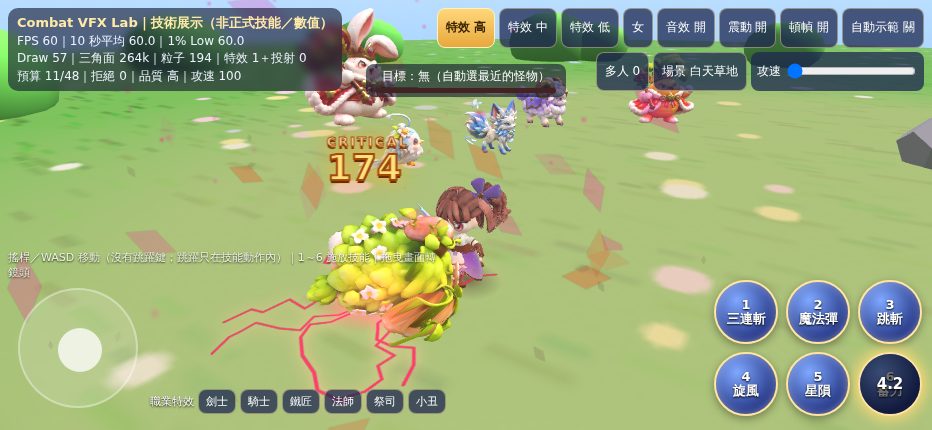 Combat VFX Lab｜技術展示（非正式技能／數值）
FPS 60｜10 秒平均 60.0｜1% Low 60.0
Draw 57｜三角面 264k｜粒子 194｜特效 1＋投射 0
預算 11/48｜拒絕 0｜品質 高｜攻速 100
特效 高
特效 中
特效 低
女
音效 開
震動 開
頓幀 開
自動示範 關
目標：無（自動選最近的怪物）
多人 0
場景 白天草地
攻速
CRITICAL
174
搖桿／WASD 移動（沒有跳躍鍵；跳躍只在技能動作內）｜1～6 施放技能｜拖曳畫面轉
鏡頭
1
三連斬
2
魔法彈
3
跳斬
4
旋風
5
星隕
4.2
職業特效
劍士
騎士
鐵匠
法師
祭司
小丑